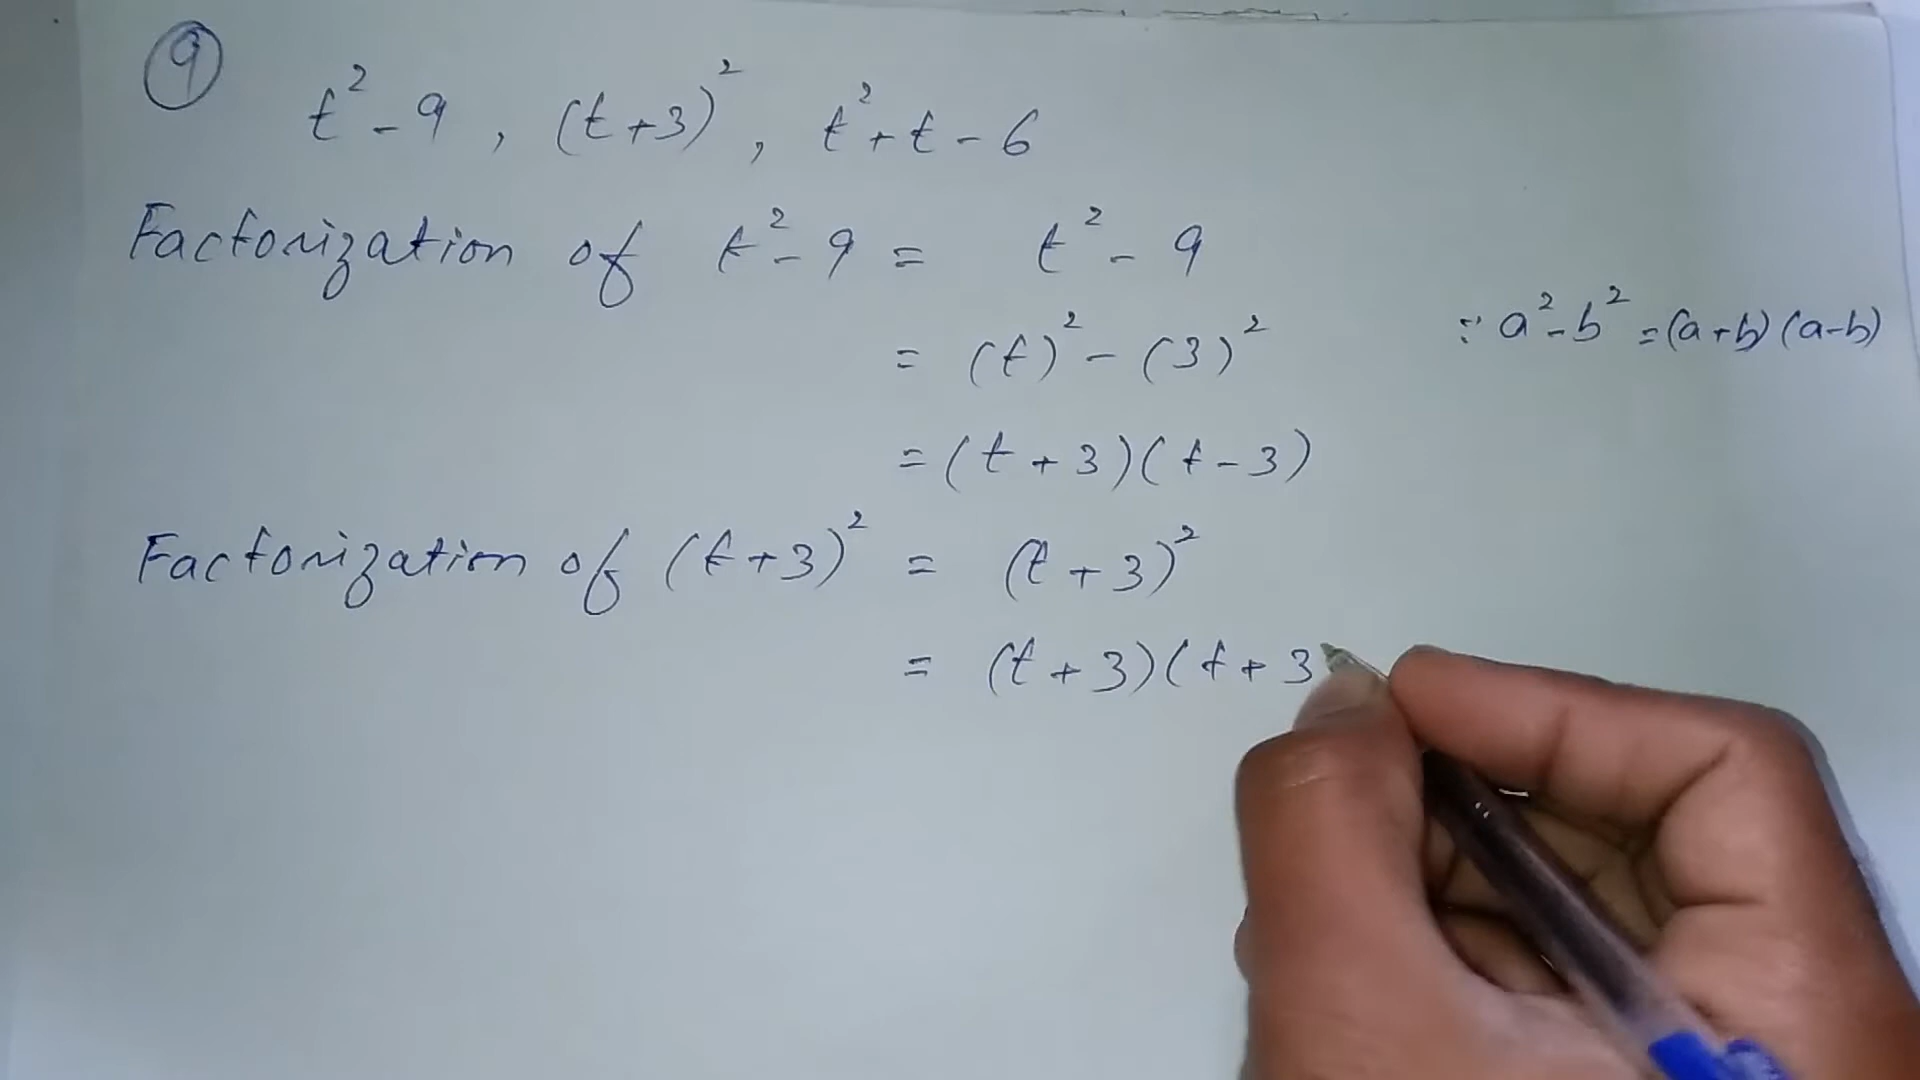 9
t² - 9 , (t+3)² , t² + t - 6
Factorization of t² - 9 = t² - 9
= (t)² - (3)²
∵ a² - b² = (a+b) (a-b)
= (t + 3) (t - 3)
Factorization of (t+3)² = (t + 3)²
= (t + 3) (t + 3